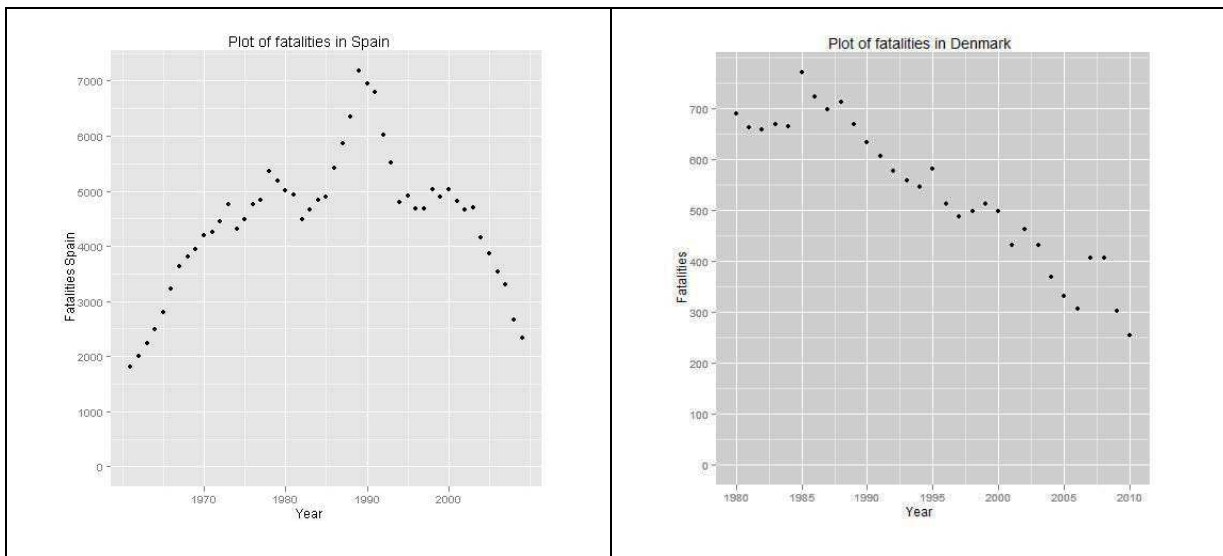 Plot of fatalities in Spain
7000
6000
5000
4000
3000
2000
1000
0
Fatalities Spain
1970 1980 1990 2000
Year
Plot of fatalities in Denmark
700
600
500
400
300
200
100
0
Fatalities
1980 1985 1990 1995 2000 2005 2010
Year